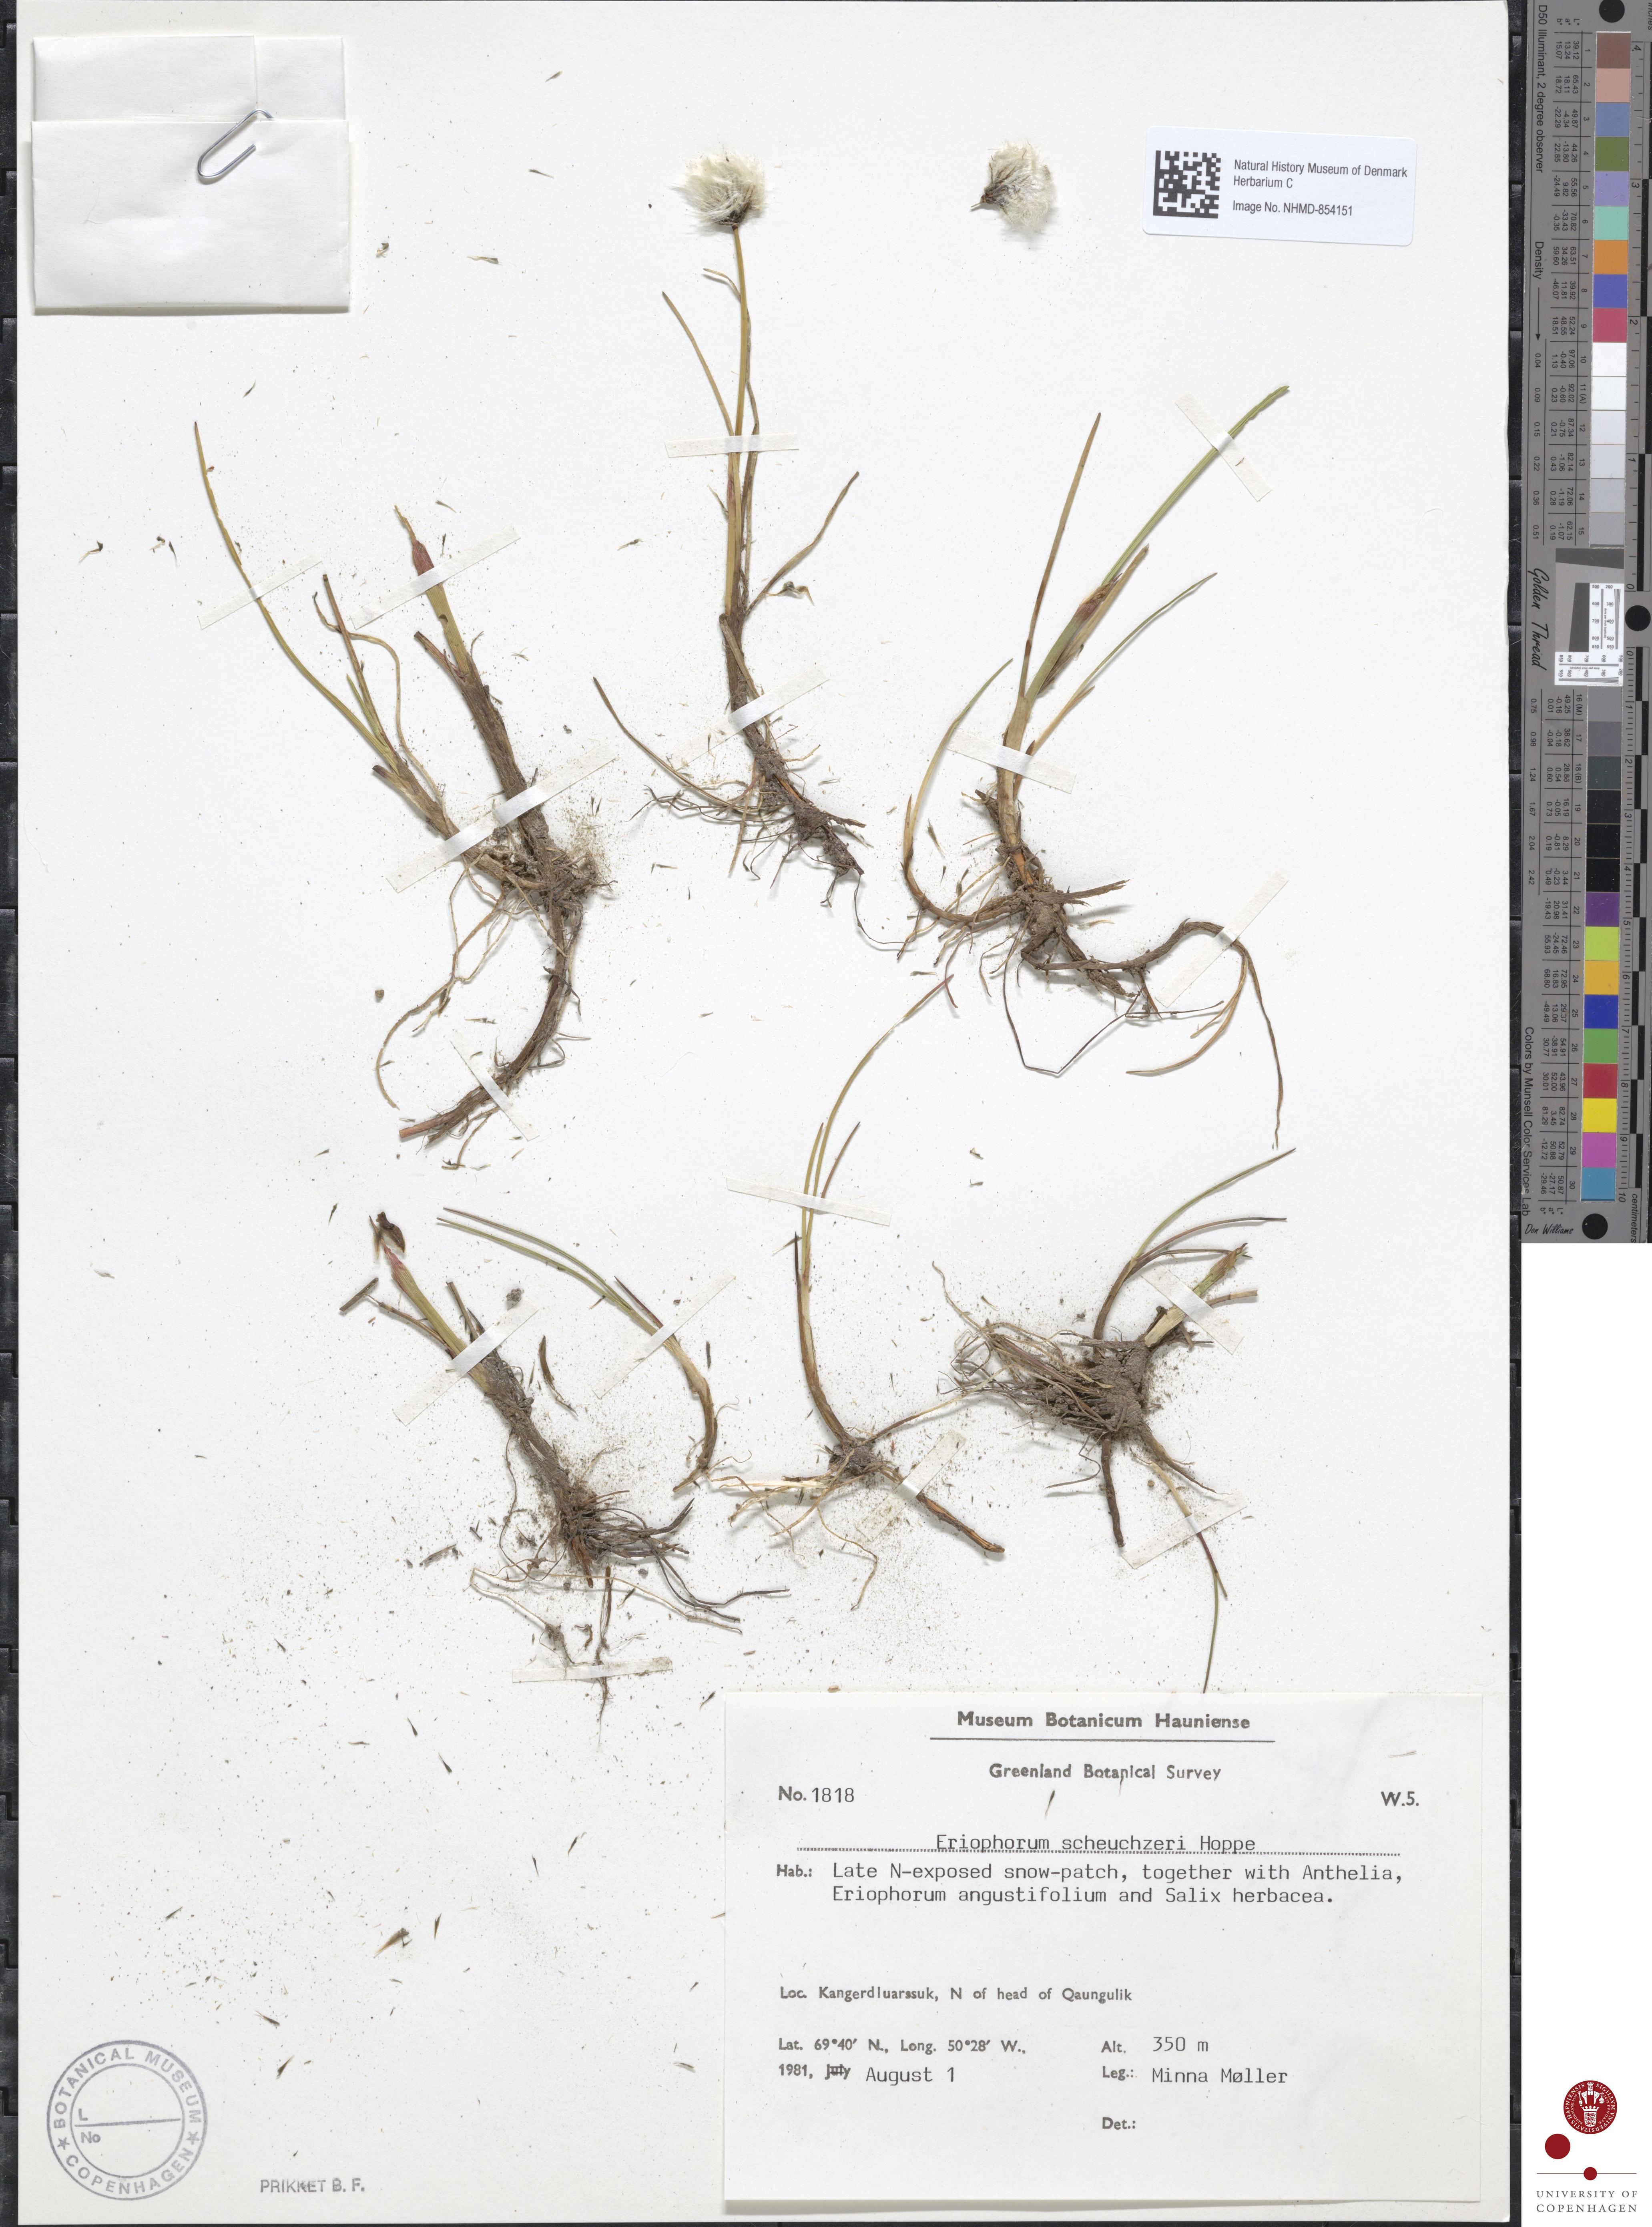 Natural History Museum of Denmark
Herbarium C
Image No. NHMD-854151
Museum Botanicum Hauniense
Greenland Botanical Survey
No. 1818 W.5.
Eriophorum scheuchzeri Hoppe
Hab.: Late N-exposed snow-patch, together with Anthelia,
Eriophorum angustifolium and Salix herbacea.
Loc. Kangerdluarssuk, N of head of Qaungulik
Lat. 69°40′ N., Long. 50°28′ W., Alt. 350 m
1981, July August 1 Leg.: Minna Møller
Det.:
BOTANICAL MUSEUM
L
No
COPENHAGEN
PRIKKET B. F.
D50 Illuminant, 2 degree observer
Density
Golden Thread
Colors by Munsell Color Services Lab
Don Williams
centimeters
UNIVERSITY OF
COPENHAGEN